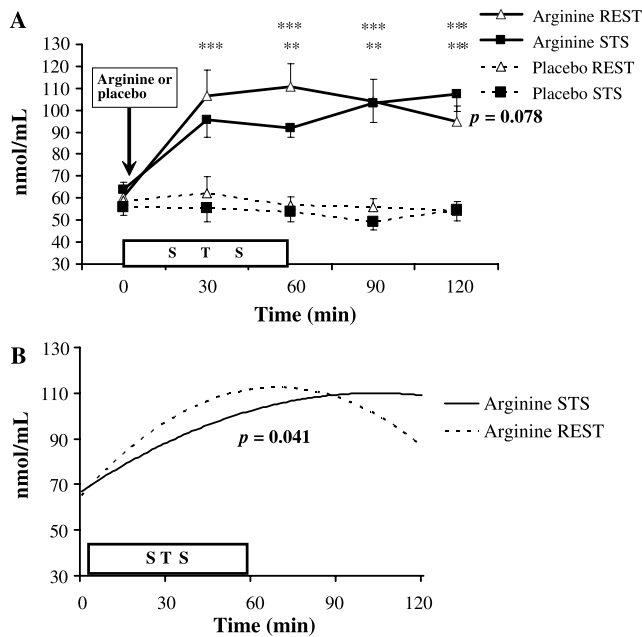 A
*** *** *** Arginine REST
*** ** ** *** Arginine STS
Placebo REST
Placebo STS
p = 0.078
Arginine or
placebo
130
120
110
100
90
80
70
60
50
40
30
nmol/mL
S T S
0 30 60 90 120
Time (min)
B
130
110
90
70
50
30
nmol/mL
Arginine STS
Arginine REST
p = 0.041
S T S
0 30 60 90 120
Time (min)